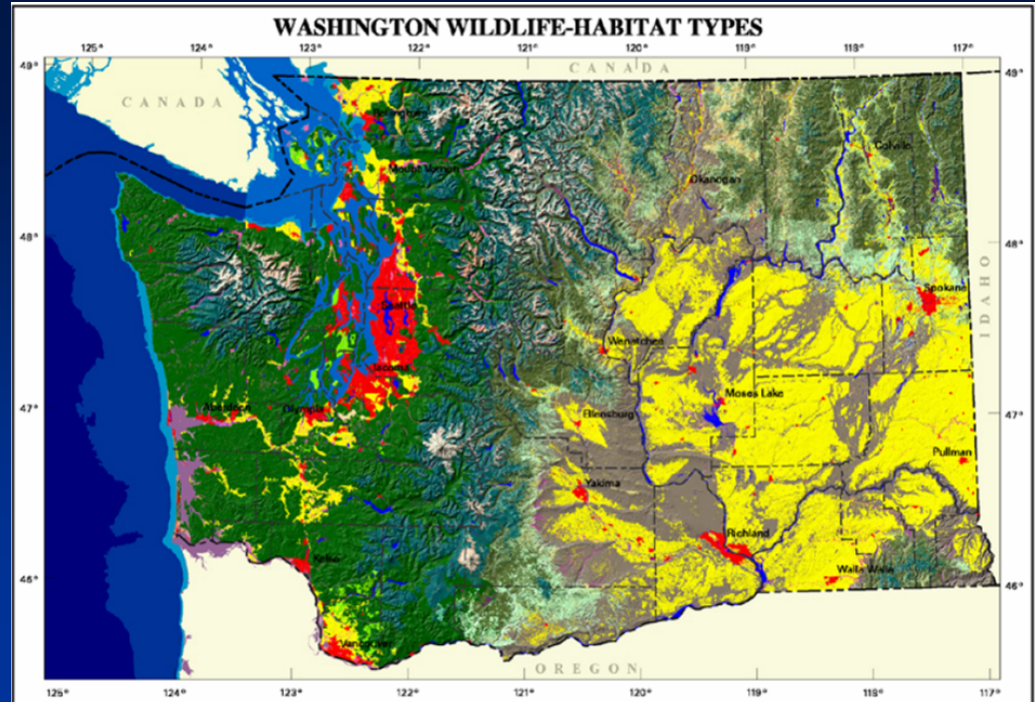 WASHINGTON WILDLIFE-HABITAT TYPES
125° 124° 123° 122° 121° 120° 119° 118° 117°
49° CANADA 49°
CANADA
Colville
Mount Vernon
Okanogan
48° 48°
IDAHO
Spokane
Seattle
Wenatchee
Tacoma
Moses Lake
47° Aberdeen Olympia Ellensburg 47°
Pullman
Yakima
Richland
Kelso
Walla Walla
46° 46°
Vancouver
OREGON
125° 124° 123° 122° 121° 120° 119° 118° 117°